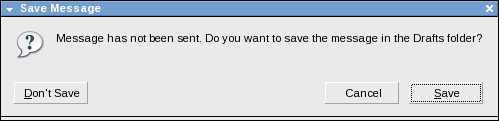 Save Message
Message has not been sent. Do you want to save the message in the Drafts folder?
Don't Save
Cancel
Save